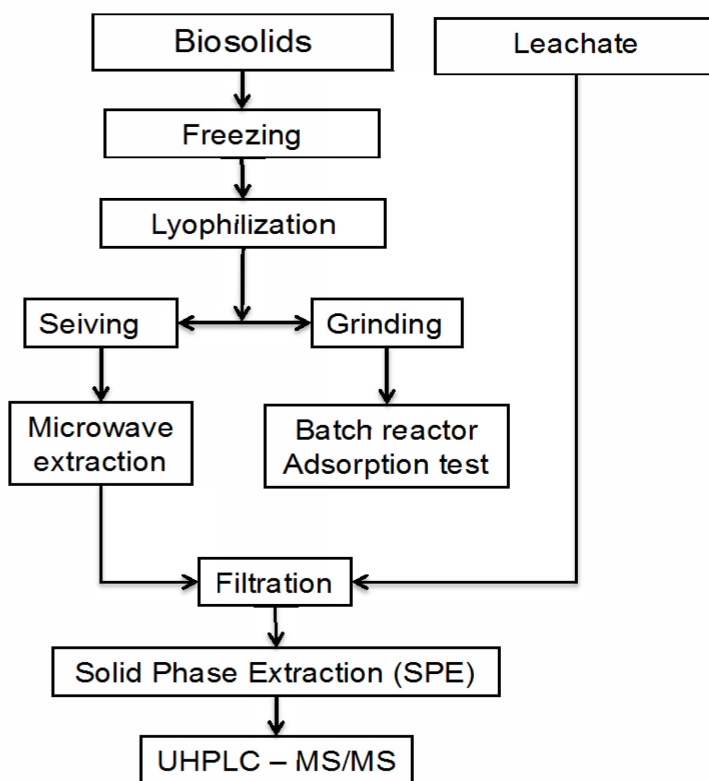 Biosolids
Leachate
Freezing
Lyophilization
Seiving
Grinding
Microwave
extraction
Batch reactor
Adsorption test
Filtration
Solid Phase Extraction (SPE)
UHPLC – MS/MS